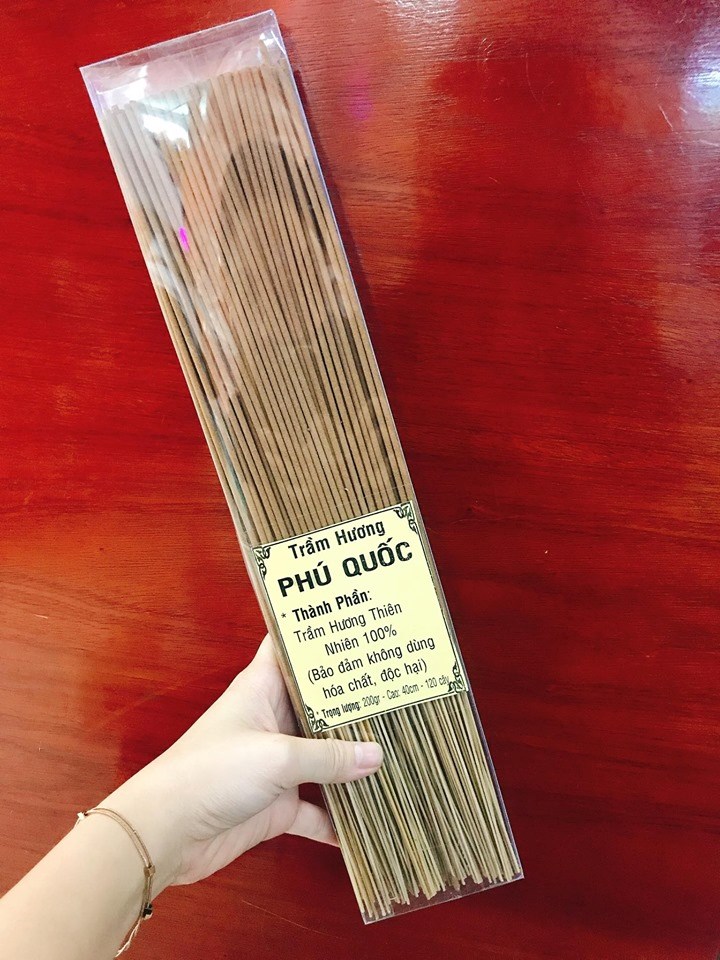 Trầm Hương
PHÚ QUỐC
* Thành Phần:
Trầm Hương Thiên
Nhiên 100%
(Bảo đảm không dùng
hóa chất, độc hại)
* Trọng lượng: 200gr - Cao: 40cm - 120 cây